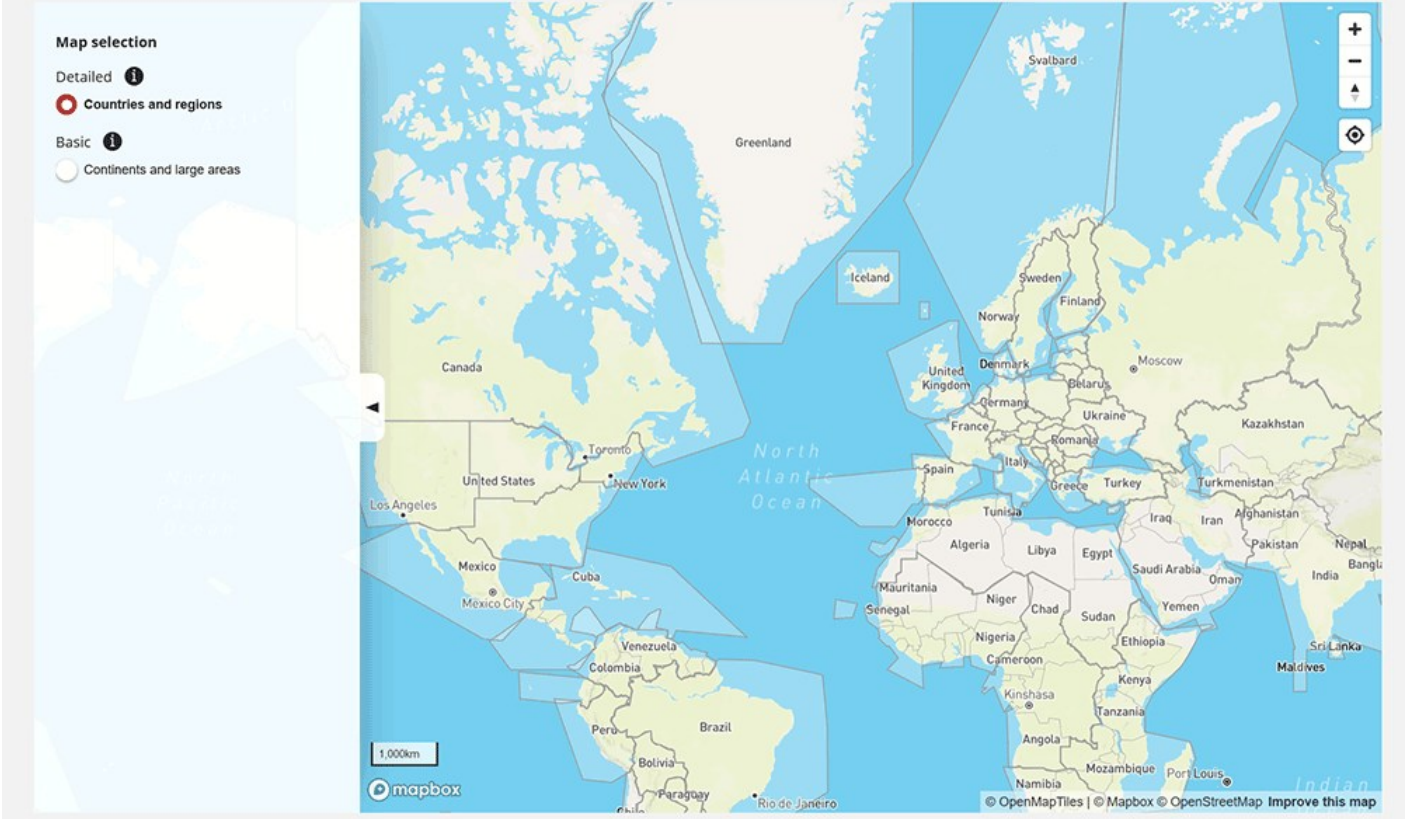 Map selection
Detailed
Countries and regions
Basic
Continents and large areas
Svalbard
Greenland
Iceland
Sweden
Finland
Norway
Moscow
Denmark
Canada
United
Kingdom
Belarus
Germany
Ukraine
France
Kazakhstan
Romania
Toronto
North
Atlantic
Ocean
Italy
Spain
United States
New York
Greece
Turkey
Turkmenistan
Los Angeles
Tunisia
Morocco
Iraq
Iran
Afghanistan
Algeria
Libya
Egypt
Pakistan
Nepal
Mexico
Cuba
Saudi Arabia
Oman
India
Bangla
Mauritania
Mexico City
Niger
Chad
Senegal
Sudan
Yemen
Nigeria
Ethiopia
Venezuela
Sri Lanka
Colombia
Cameroon
Maldives
Kenya
Kinshasa
Tanzania
Peru
Brazil
Angola
1,000km
Bolivia
Mozambique
Port Louis
Namibia
Indian
mapbox
Paraguay
Rio de Janeiro
Chile
© OpenMapTiles | © Mapbox © OpenStreetMap Improve this map